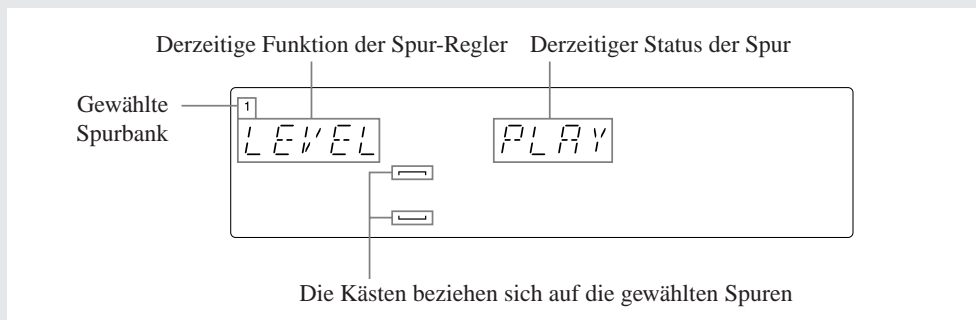 Derzeitige Funktion der Spur-Regler Derzeitiger Status der Spur
Gewählte
Spurbank
1
LEVEL PLAY
Die Kästen beziehen sich auf die gewählten Spuren